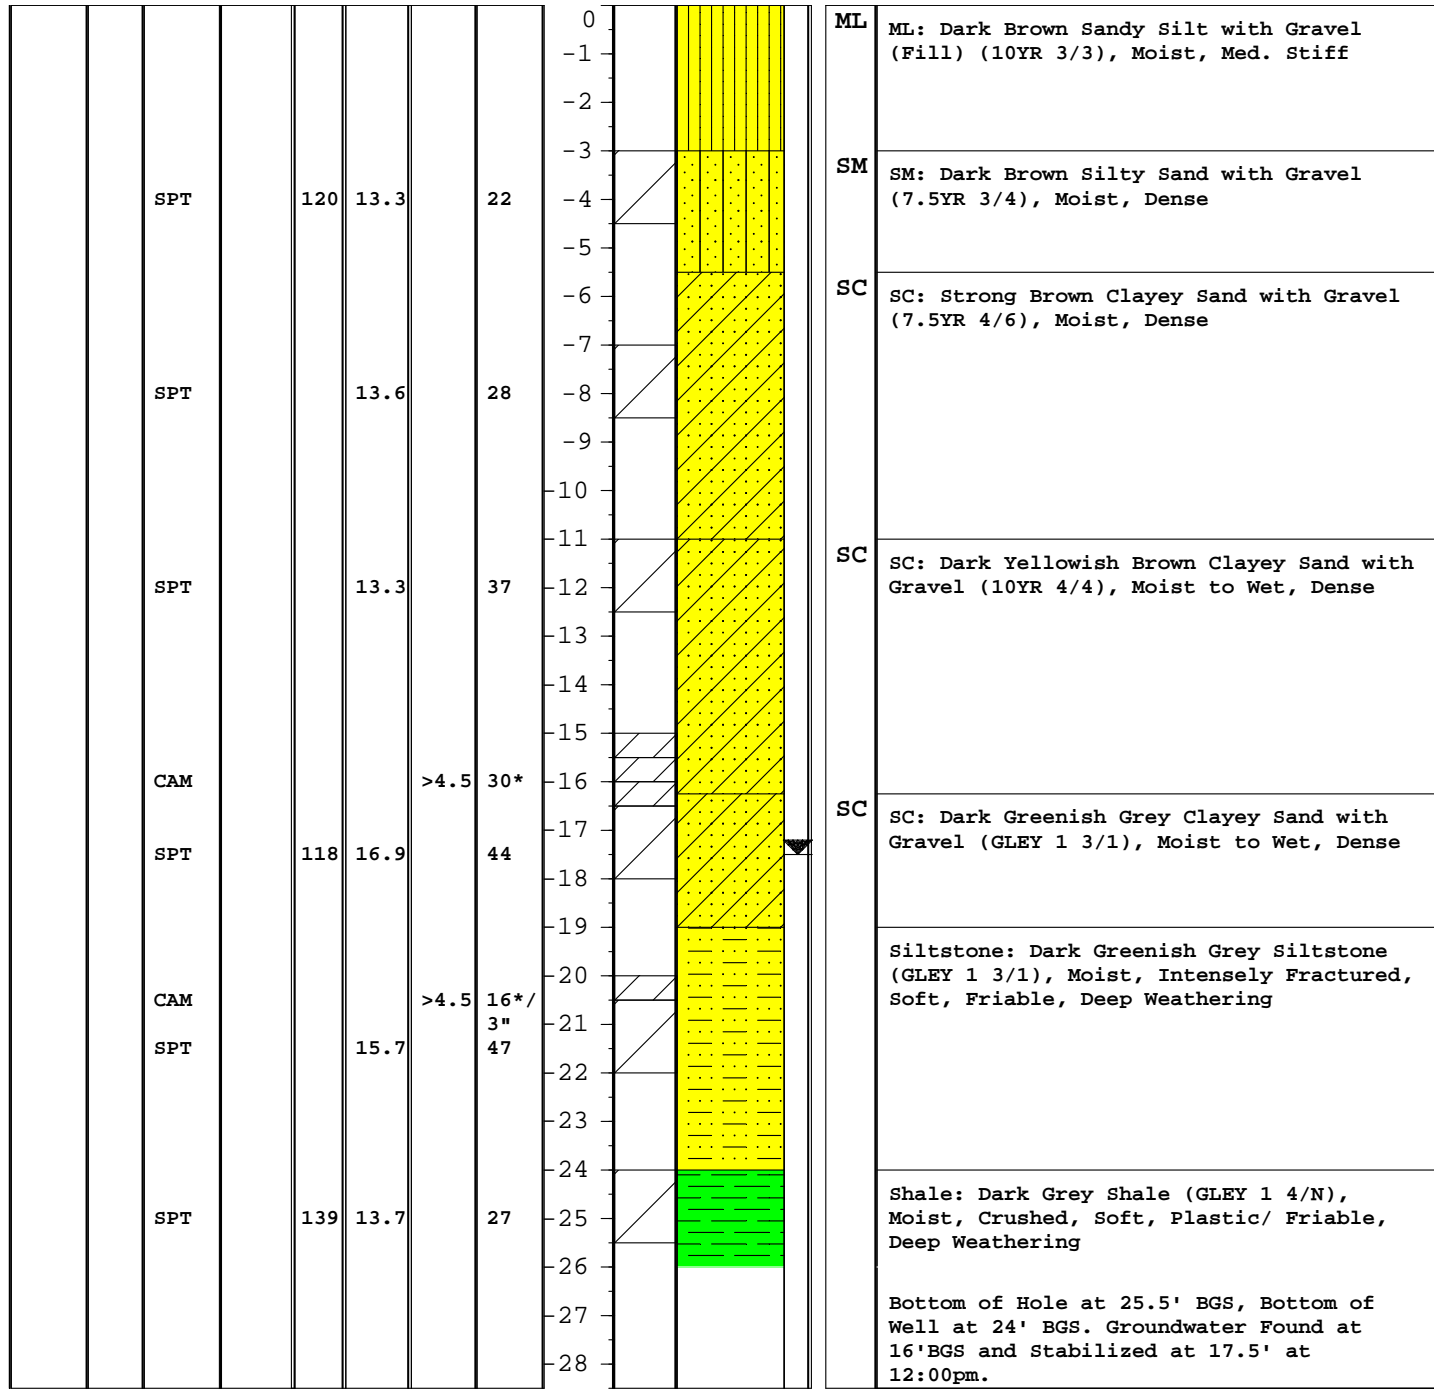 0
-1
-2
-3
-4
-5
-6
-7
-8
-9
-10
-11
-12
-13
-14
-15
-16
-17
-18
-19
-20
-21
-22
-23
-24
-25
-26
-27
-28
SPT 120 13.3 22
SPT 13.6 28
SPT 13.3 37
CAM >4.5 30*
SPT 118 16.9 44
CAM >4.5 16*/
3"
SPT 15.7 47
SPT 139 13.7 27
ML
ML: Dark Brown Sandy Silt with Gravel
(Fill) (10YR 3/3), Moist, Med. Stiff
SM
SM: Dark Brown Silty Sand with Gravel
(7.5YR 3/4), Moist, Dense
SC
SC: Strong Brown Clayey Sand with Gravel
(7.5YR 4/6), Moist, Dense
SC
SC: Dark Yellowish Brown Clayey Sand with
Gravel (10YR 4/4), Moist to Wet, Dense
SC
SC: Dark Greenish Grey Clayey Sand with
Gravel (GLEY 1 3/1), Moist to Wet, Dense
Siltstone: Dark Greenish Grey Siltstone
(GLEY 1 3/1), Moist, Intensely Fractured,
Soft, Friable, Deep Weathering
Shale: Dark Grey Shale (GLEY 1 4/N),
Moist, Crushed, Soft, Plastic/ Friable,
Deep Weathering
Bottom of Hole at 25.5' BGS, Bottom of
Well at 24' BGS. Groundwater Found at
16'BGS and Stabilized at 17.5' at
12:00pm.